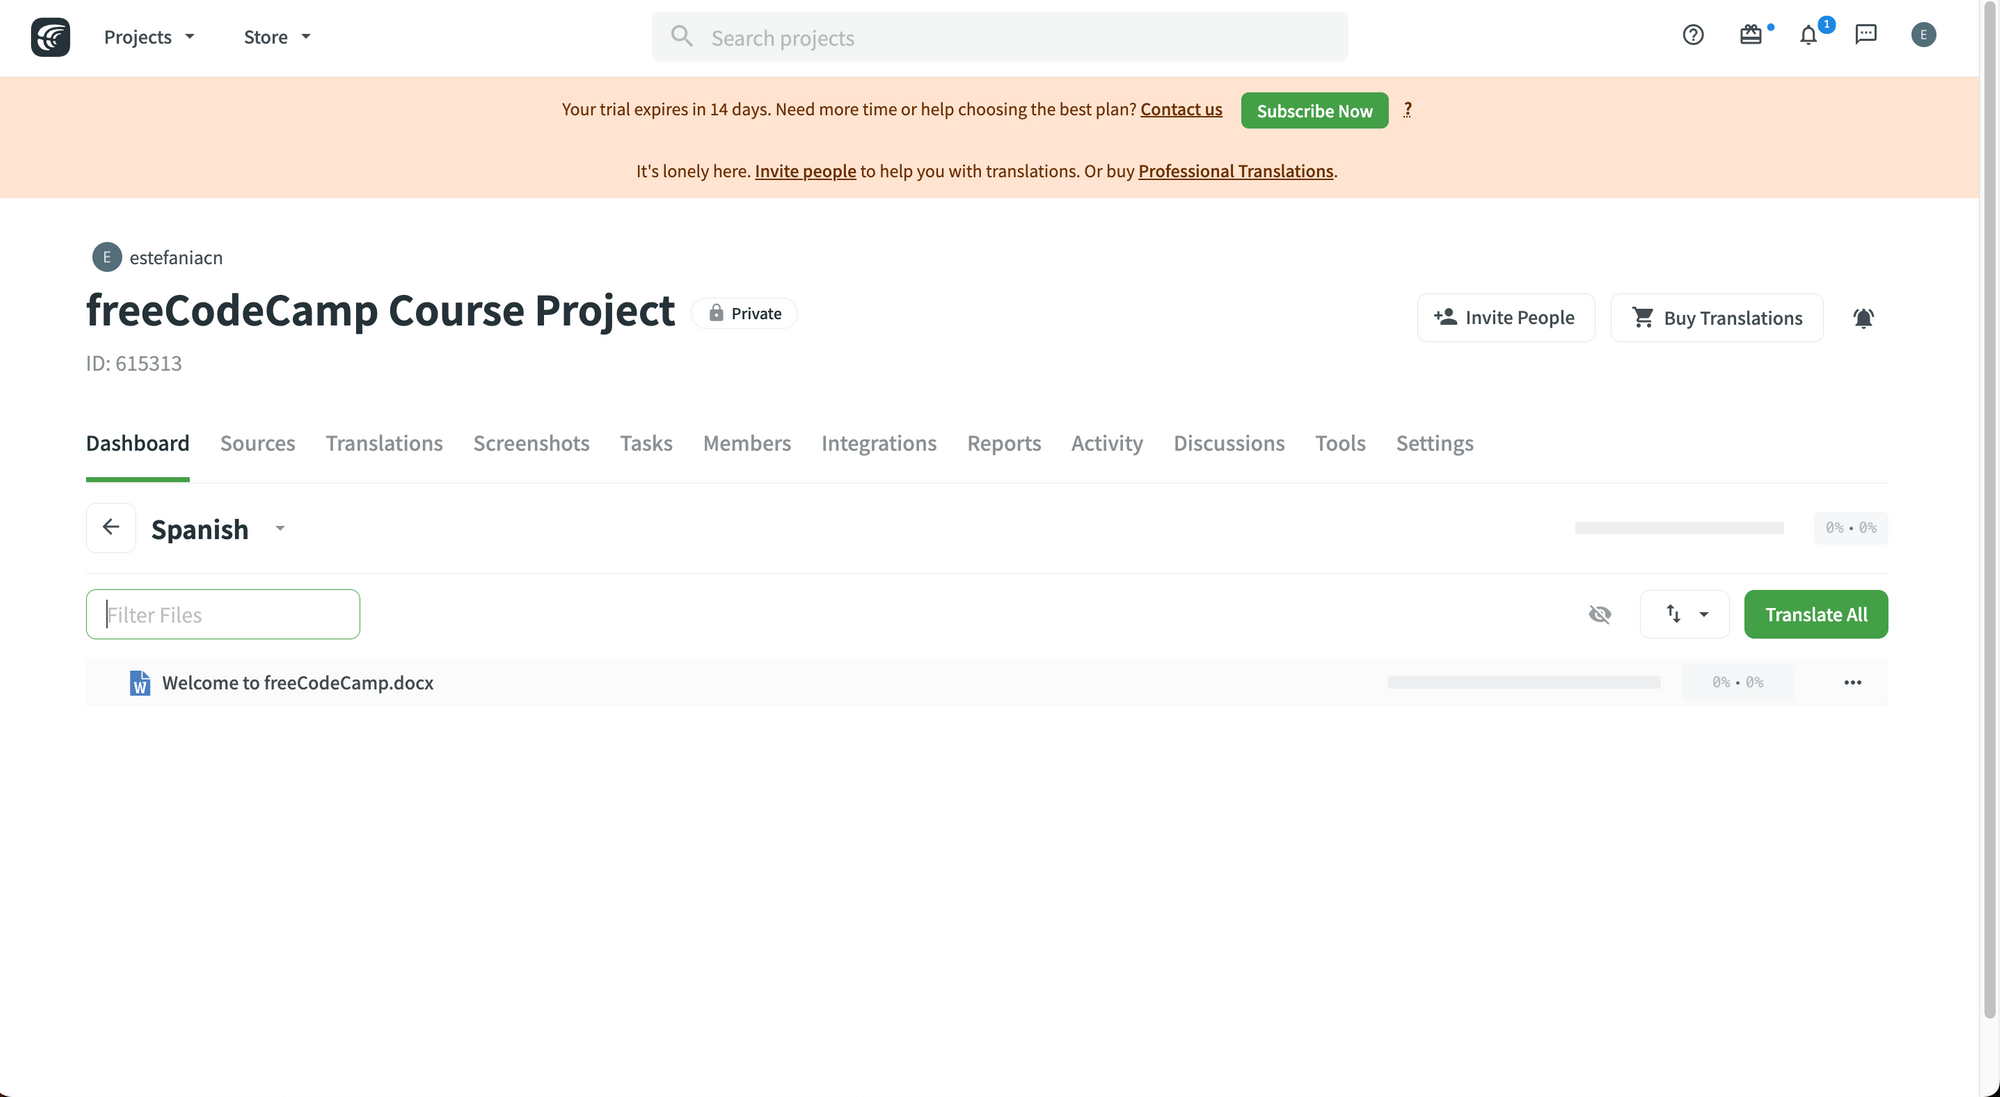 Projects Store Search projects 1 E
Your trial expires in 14 days. Need more time or help choosing the best plan? Contact us Subscribe Now ?
It's lonely here. Invite people to help you with translations. Or buy Professional Translations.
E estefaniacn
freeCodeCamp Course Project Private Invite People Buy Translations
ID: 615313
Dashboard Sources Translations Screenshots Tasks Members Integrations Reports Activity Discussions Tools Settings
Spanish 0% • 0%
Filter Files Translate All
W Welcome to freeCodeCamp.docx 0% • 0%